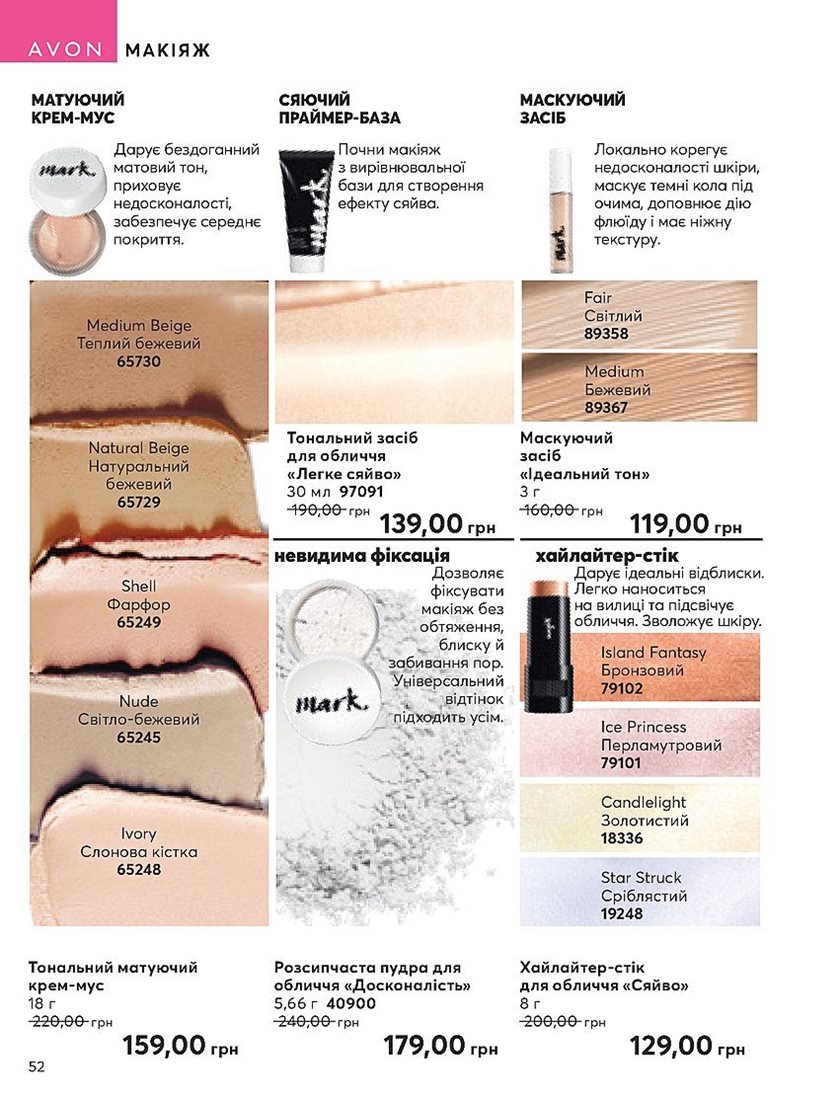 AVON МАКІЯЖ
МАТУЮЧИЙ
КРЕМ-МУС
Дарує бездоганний
матовий тон,
приховує
недосконалості,
забезпечує середнє
покриття.
mark.
Medium Beige
Теплий бежевий
65730
Natural Beige
Натуральний
бежевий
65729
Shell
Фарфор
65249
Nude
Світло-бежевий
65245
Ivory
Слонова кістка
65248
Тональний матуючий
крем-мус
18 г
220,00 грн
159,00 грн
СЯЮЧИЙ
ПРАЙМЕР-БАЗА
Почни макіяж
з вирівнювальної
бази для створення
ефекту сяйва.
mark.
Тональний засіб
для обличчя
«Легке сяйво»
30 мл 97091
190,00 грн
139,00 грн
невидима фіксація
Дозволяє
фіксувати
макіяж без
обтяження,
блиску й
забивання пор.
Універсальний
відтінок
підходить усім.
mark.
Розсипчаста пудра для
обличчя «Досконалість»
5,66 г 40900
240,00 грн
179,00 грн
МАСКУЮЧИЙ
ЗАСІБ
Локально корегує
недосконалості шкіри,
маскує темні кола під
очима, доповнює дію
флюїду і має ніжну
текстуру.
mark.
Fair
Світлий
89358
Medium
Бежевий
89367
Маскуючий
засіб
«Ідеальний тон»
3 г
160,00 грн
119,00 грн
хайлайтер-стік
Дарує ідеальні відблиски.
Легко наноситься
на вилиці та підсвічує
обличчя. Зволожує шкіру.
mark
Island Fantasy
Бронзовий
79102
Ice Princess
Перламутровий
79101
Candlelight
Золотистий
18336
Star Struck
Сріблястий
19248
Хайлайтер-стік
для обличчя «Сяйво»
8 г
200,00 грн
129,00 грн
52